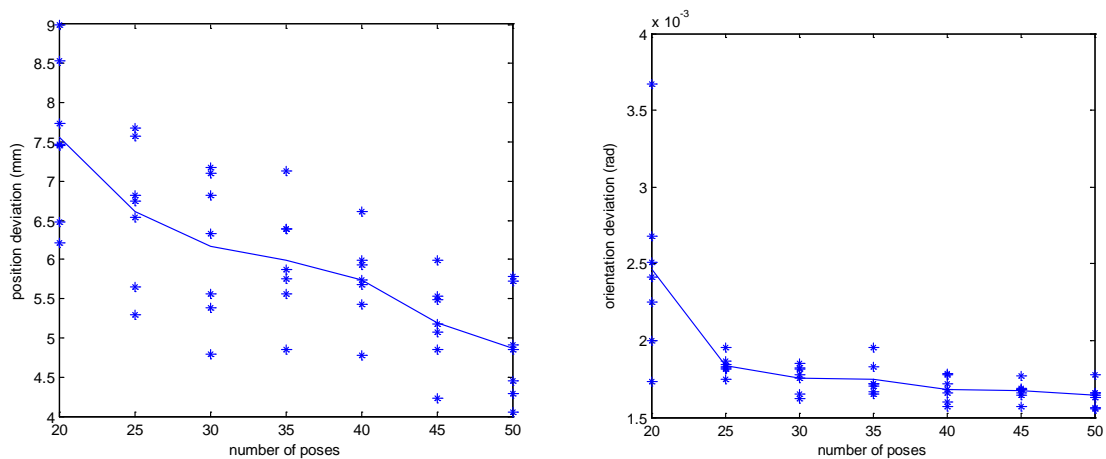 9
8.5
8
7.5
7
6.5
6
5.5
5
4.5
4
position deviation (mm)
20 25 30 35 40 45 50
number of poses
x 10-3
4
3.5
3
2.5
2
1.5
orientation deviation (rad)
20 25 30 35 40 45 50
number of poses